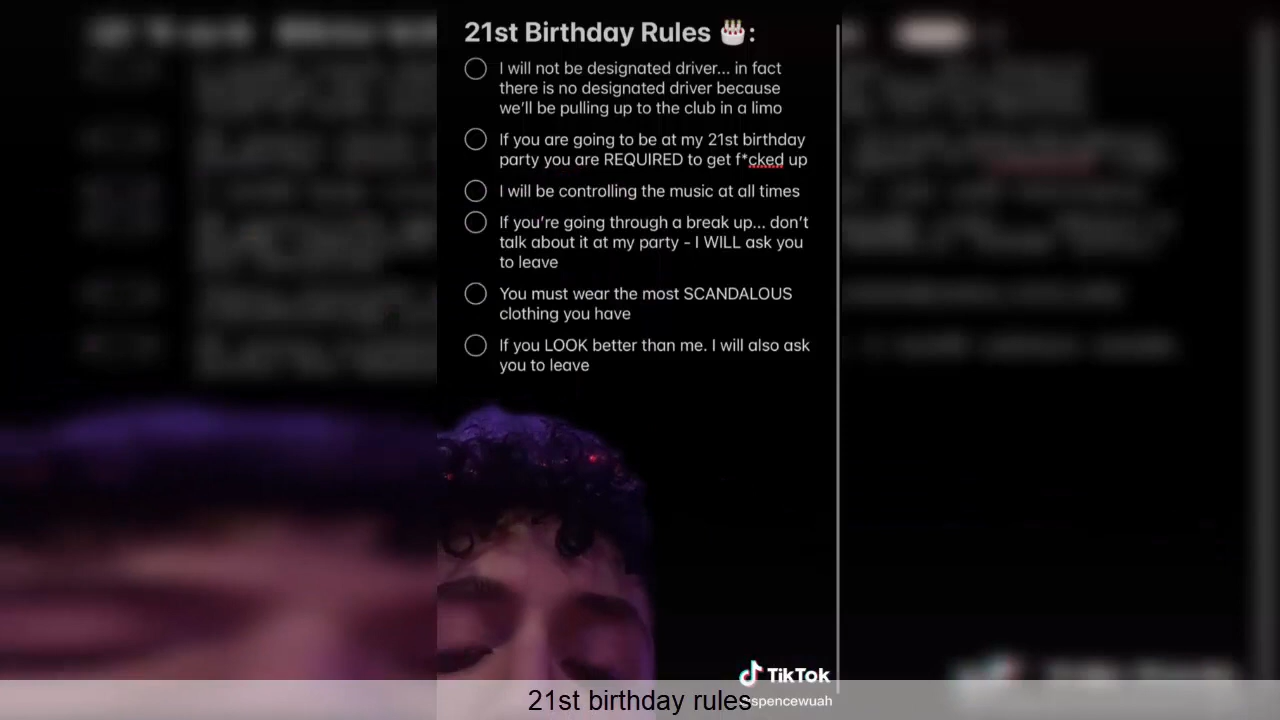 21st Birthday Rules 🎂:
I will not be designated driver... in fact
there is no designated driver because
we'll be pulling up to the club in a limo
If you are going to be at my 21st birthday
party you are REQUIRED to get f*cked up
I will be controlling the music at all times
If you're going through a break up... don't
talk about it at my party - I WILL ask you
to leave
You must wear the most SCANDALOUS
clothing you have
If you LOOK better than me. I will also ask
you to leave
TikTok
spencewuah
21st birthday rules